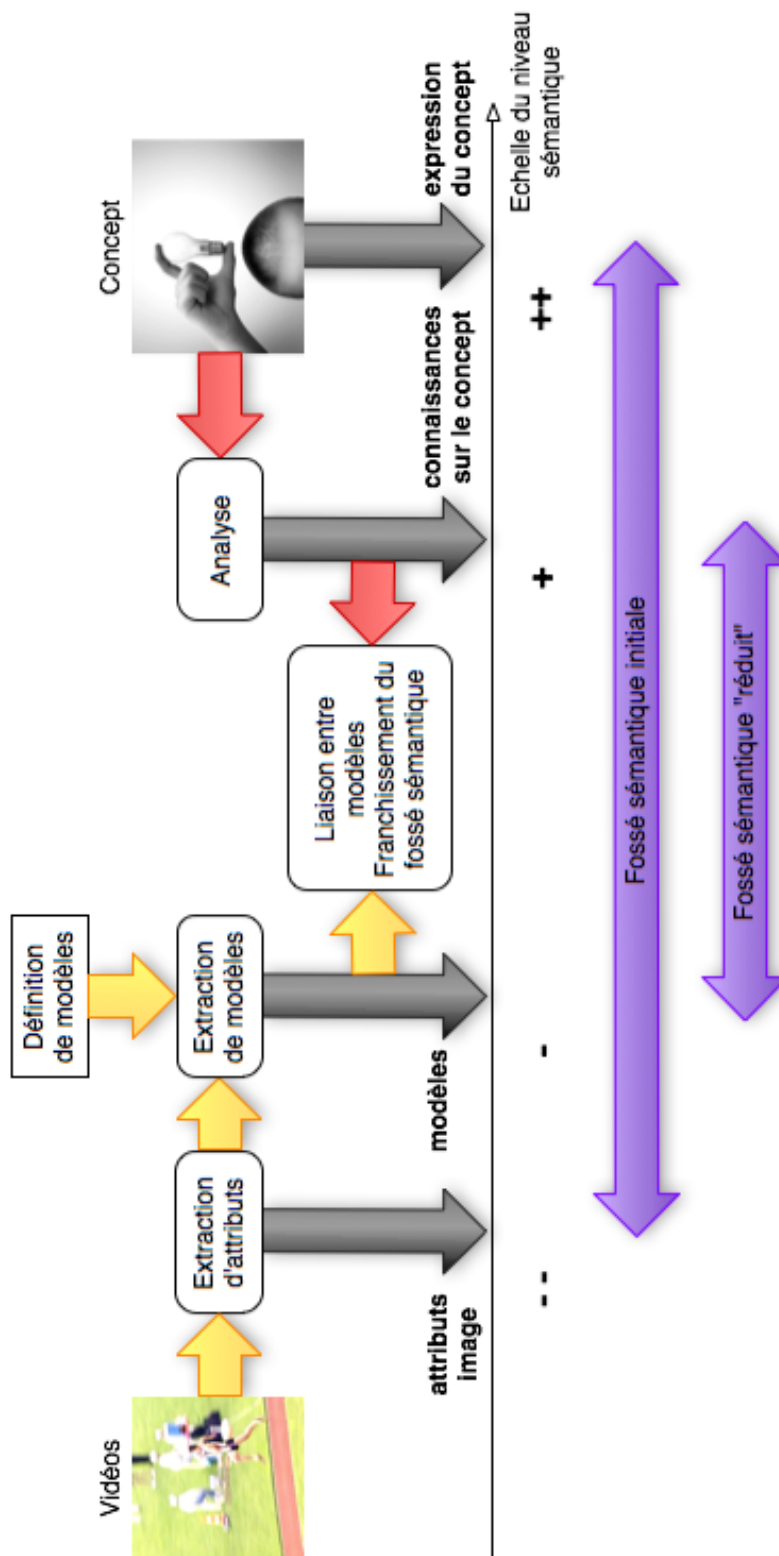 Vidéos
Extraction
d'attributs
attributs
image
Définition
de modèles
Extraction
de modèles
modèles
Liaison entre
modèles
Franchissement du
fossé sémantique
Analyse
connaissances
sur le concept
Concept
expression
du concept
Echelle du niveau
sémantique
- -
-
+
++
Fossé sémantique initiale
Fossé sémantique "réduit"